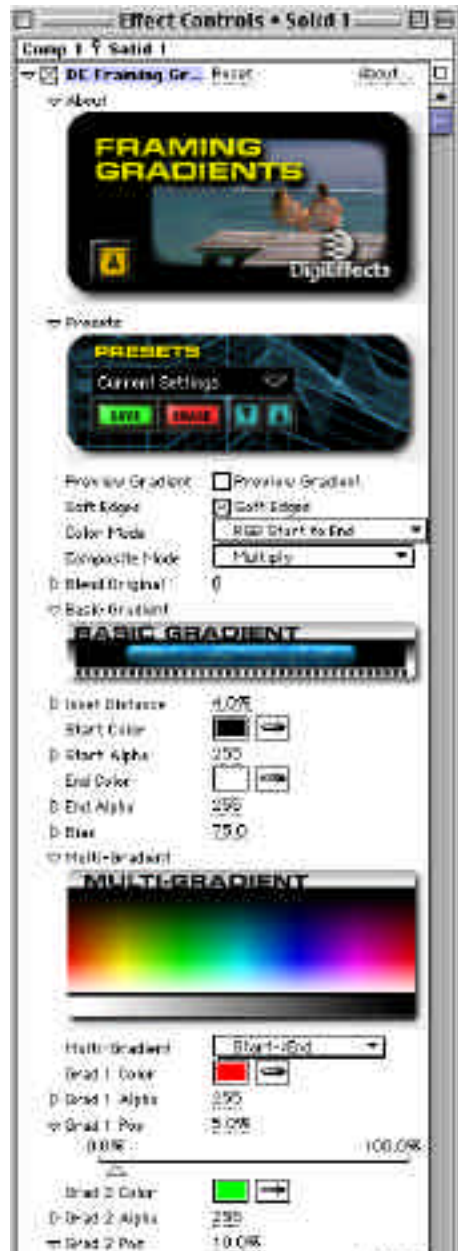 Effect Controls • Solid 1
Comp 1 Solid 1
DE Framing Gr... Reset About...
About
FRAMING
GRADIENTS
DigiEffects
Presets
PRESETS
Current Settings
SAVE ERASE
Preview Gradient Preview Gradient
Soft Edges Soft Edges
Color Mode RGB Start to End
Composite Mode Multiply
Blend Original 0
Basic Gradient
BASIC GRADIENT
Inset Distance 4.0%
Start Color
Start Alpha 255
End Color
End Alpha 255
Bias 75.0
Multi-Gradient
MULTI-GRADIENT
Multi-Gradient Start->End
Grad 1 Color
Grad 1 Alpha 255
Grad 1 Pos 5.0%
0.0% 100.0%
Grad 2 Color
Grad 2 Alpha 255
Grad 2 Pos 10.0%